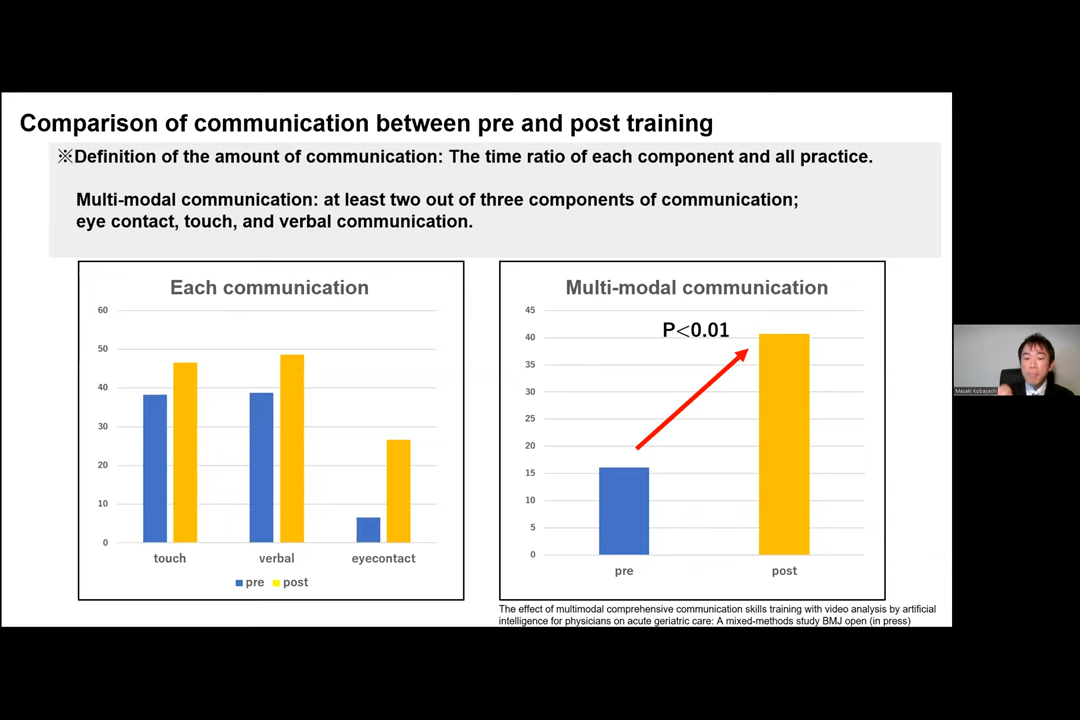 Comparison of communication between pre and post training
※Definition of the amount of communication: The time ratio of each component and all practice.
Multi-modal communication: at least two out of three components of communication;
eye contact, touch, and verbal communication.
Each communication
60
50
40
30
20
10
0
touch verbal eyecontact
pre post
Multi-modal communication
P<0.01
45
40
35
30
25
20
15
10
5
0
pre post
The effect of multimodal comprehensive communication skills training with video analysis by artificial
intelligence for physicians on acute geriatric care: A mixed-methods study BMJ open (in press)
Masaki Kobayashi